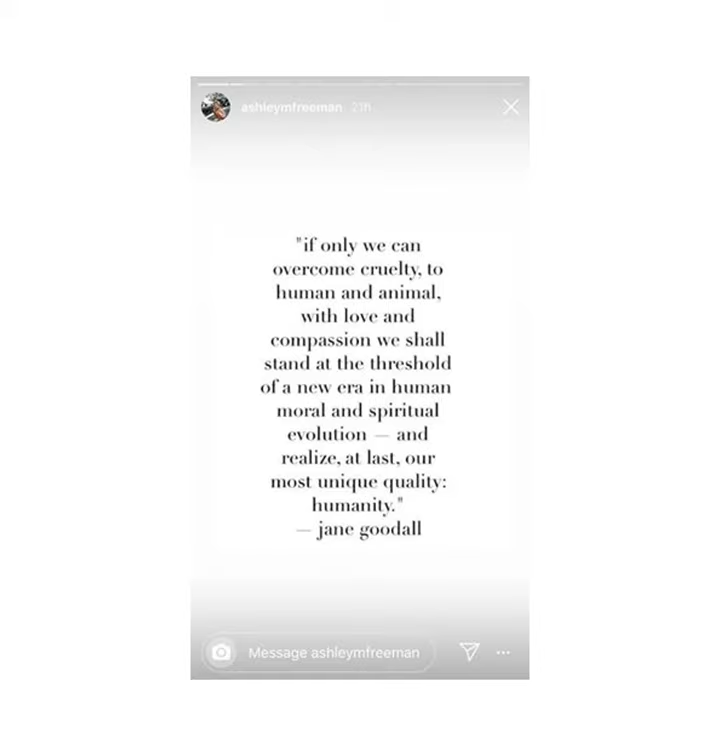 ashleymfreeman 21h
"if only we can
overcome cruelty, to
human and animal,
with love and
compassion we shall
stand at the threshold
of a new era in human
moral and spiritual
evolution — and
realize, at last, our
most unique quality:
humanity."
— jane goodall
Message ashleymfreeman